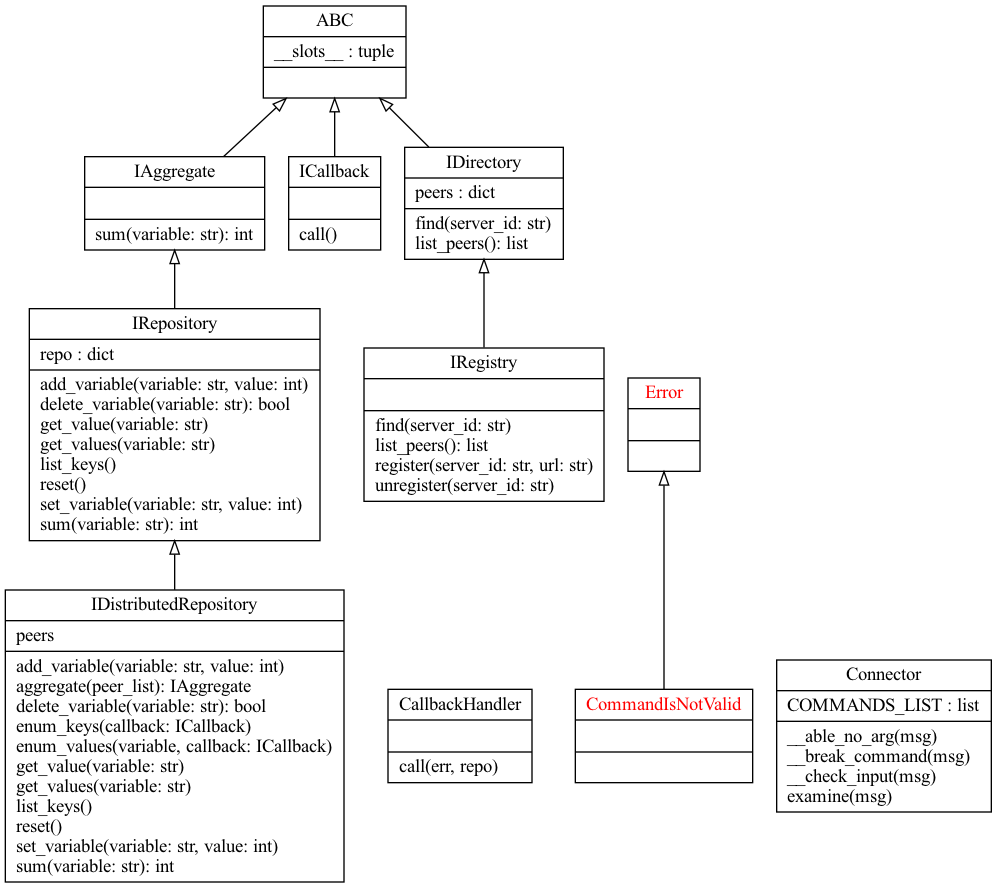 ABC
__slots__ : tuple
IAggregate
sum(variable: str): int
ICallback
call()
IDirectory
peers : dict
find(server_id: str)
list_peers(): list
IRepository
repo : dict
add_variable(variable: str, value: int)
delete_variable(variable: str): bool
get_value(variable: str)
get_values(variable: str)
list_keys()
reset()
set_variable(variable: str, value: int)
sum(variable: str): int
IRegistry
find(server_id: str)
list_peers(): list
register(server_id: str, url: str)
unregister(server_id: str)
Error
IDistributedRepository
peers
add_variable(variable: str, value: int)
aggregate(peer_list): IAggregate
delete_variable(variable: str): bool
enum_keys(callback: ICallback)
enum_values(variable, callback: ICallback)
get_value(variable: str)
get_values(variable: str)
list_keys()
reset()
set_variable(variable: str, value: int)
sum(variable: str): int
CallbackHandler
call(err, repo)
CommandIsNotValid
Connector
COMMANDS_LIST : list
__able_no_arg(msg)
__break_command(msg)
__check_input(msg)
examine(msg)